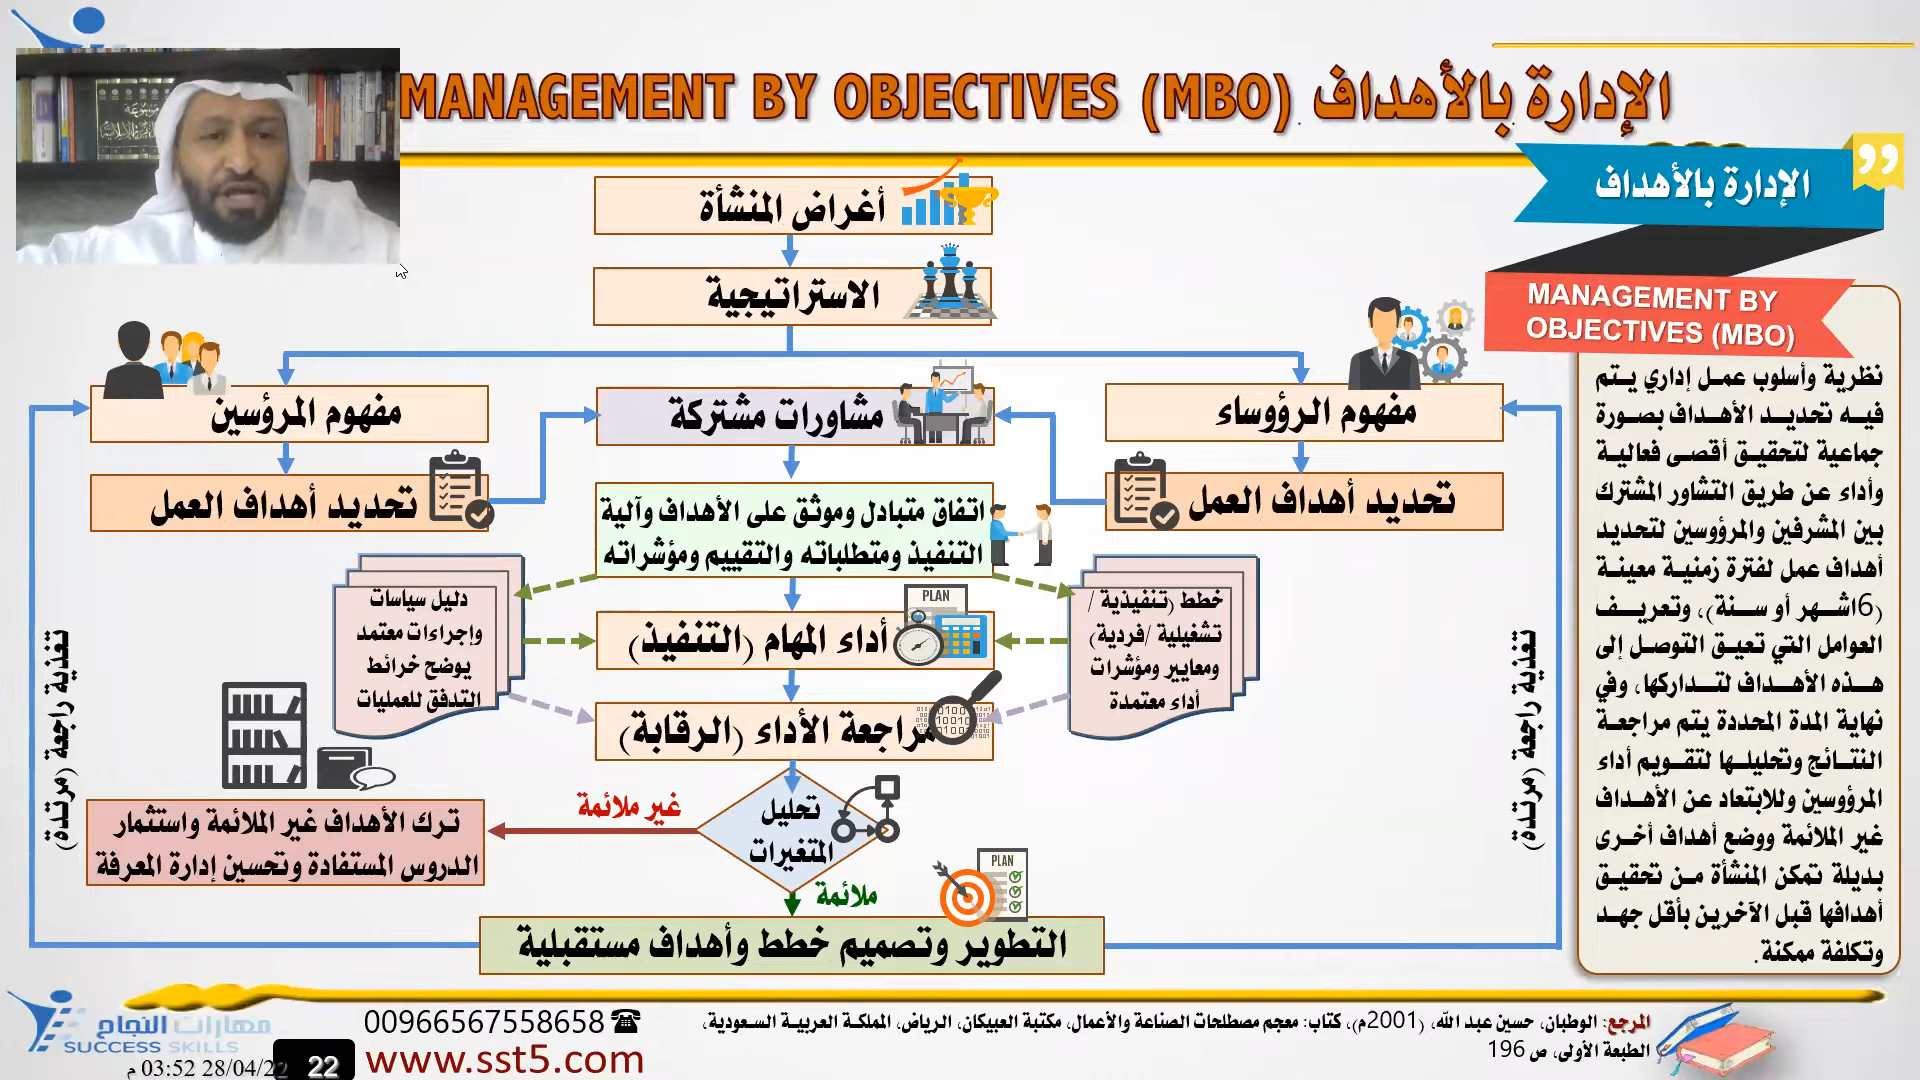 الإدارة بالأهداف MANAGEMENT BY OBJECTIVES (MBO)
موسوعة
الإدارة بالأهداف
MANAGEMENT BY
OBJECTIVES (MBO)
نظرية وأسلوب عمل إداري يتم
فيه تحديد الأهداف بصورة
جماعية لتحقيق أقصى فعالية
وأداء عن طريق التشاور المشترك
بين المشرفين والمرؤوسين لتحديد
أهداف عمل لفترة زمنية معينة
(6اشهر أو سنة)، وتعريف
العوامل التي تعيق التوصل إلى
هذه الأهداف لتداركها، وفي
نهاية المدة المحددة يتم مراجعة
النتائج وتحليلها لتقويم أداء
المرؤوسين وللابتعاد عن الأهداف
غير الملائمة ووضع أهداف أخرى
بديلة تمكن المنشأة من تحقيق
أهدافها قبل الآخرين بأقل جهد
وتكلفة ممكنة.
أغراض المنشأة
الاستراتيجية
مفهوم الرؤوساء
مشاورات مشتركة
مفهوم المرؤسين
تحديد أهداف العمل
تحديد أهداف العمل
اتفاق متبادل وموثق على الأهداف وآلية
التنفيذ ومتطلباته والتقييم ومؤشراته
خطط (تنفيذية /
تشغيلية /فردية)
ومعايير ومؤشرات
أداء معتمدة
دليل سياسات
وإجراءات معتمد
يوضح خرائط
التدفق للعمليات
PLAN
أداء المهام (التنفيذ)
مراجعة الأداء (الرقابة)
تغذية راجعة (مرتدة)
تغذية راجعة (مرتدة)
تحليل
المتغيرات
غير ملائمة
ترك الأهداف غير الملائمة واستثمار
الدروس المستفادة وتحسين إدارة المعرفة
ملائمة
PLAN
التطوير وتصميم خطط وأهداف مستقبلية
المرجع: الوطبان، حسين عبد الله، (2001م)، كتاب: معجم مصطلحات الصناعة والأعمال، مكتبة العبيكان، الرياض، المملكة العربية السعودية،
الطبعة الأولى، ص 196
00966567558658
www.sst5.com
مهارات النجاح
SUCCESS SKILLS
28/04/22 03:52 م
22